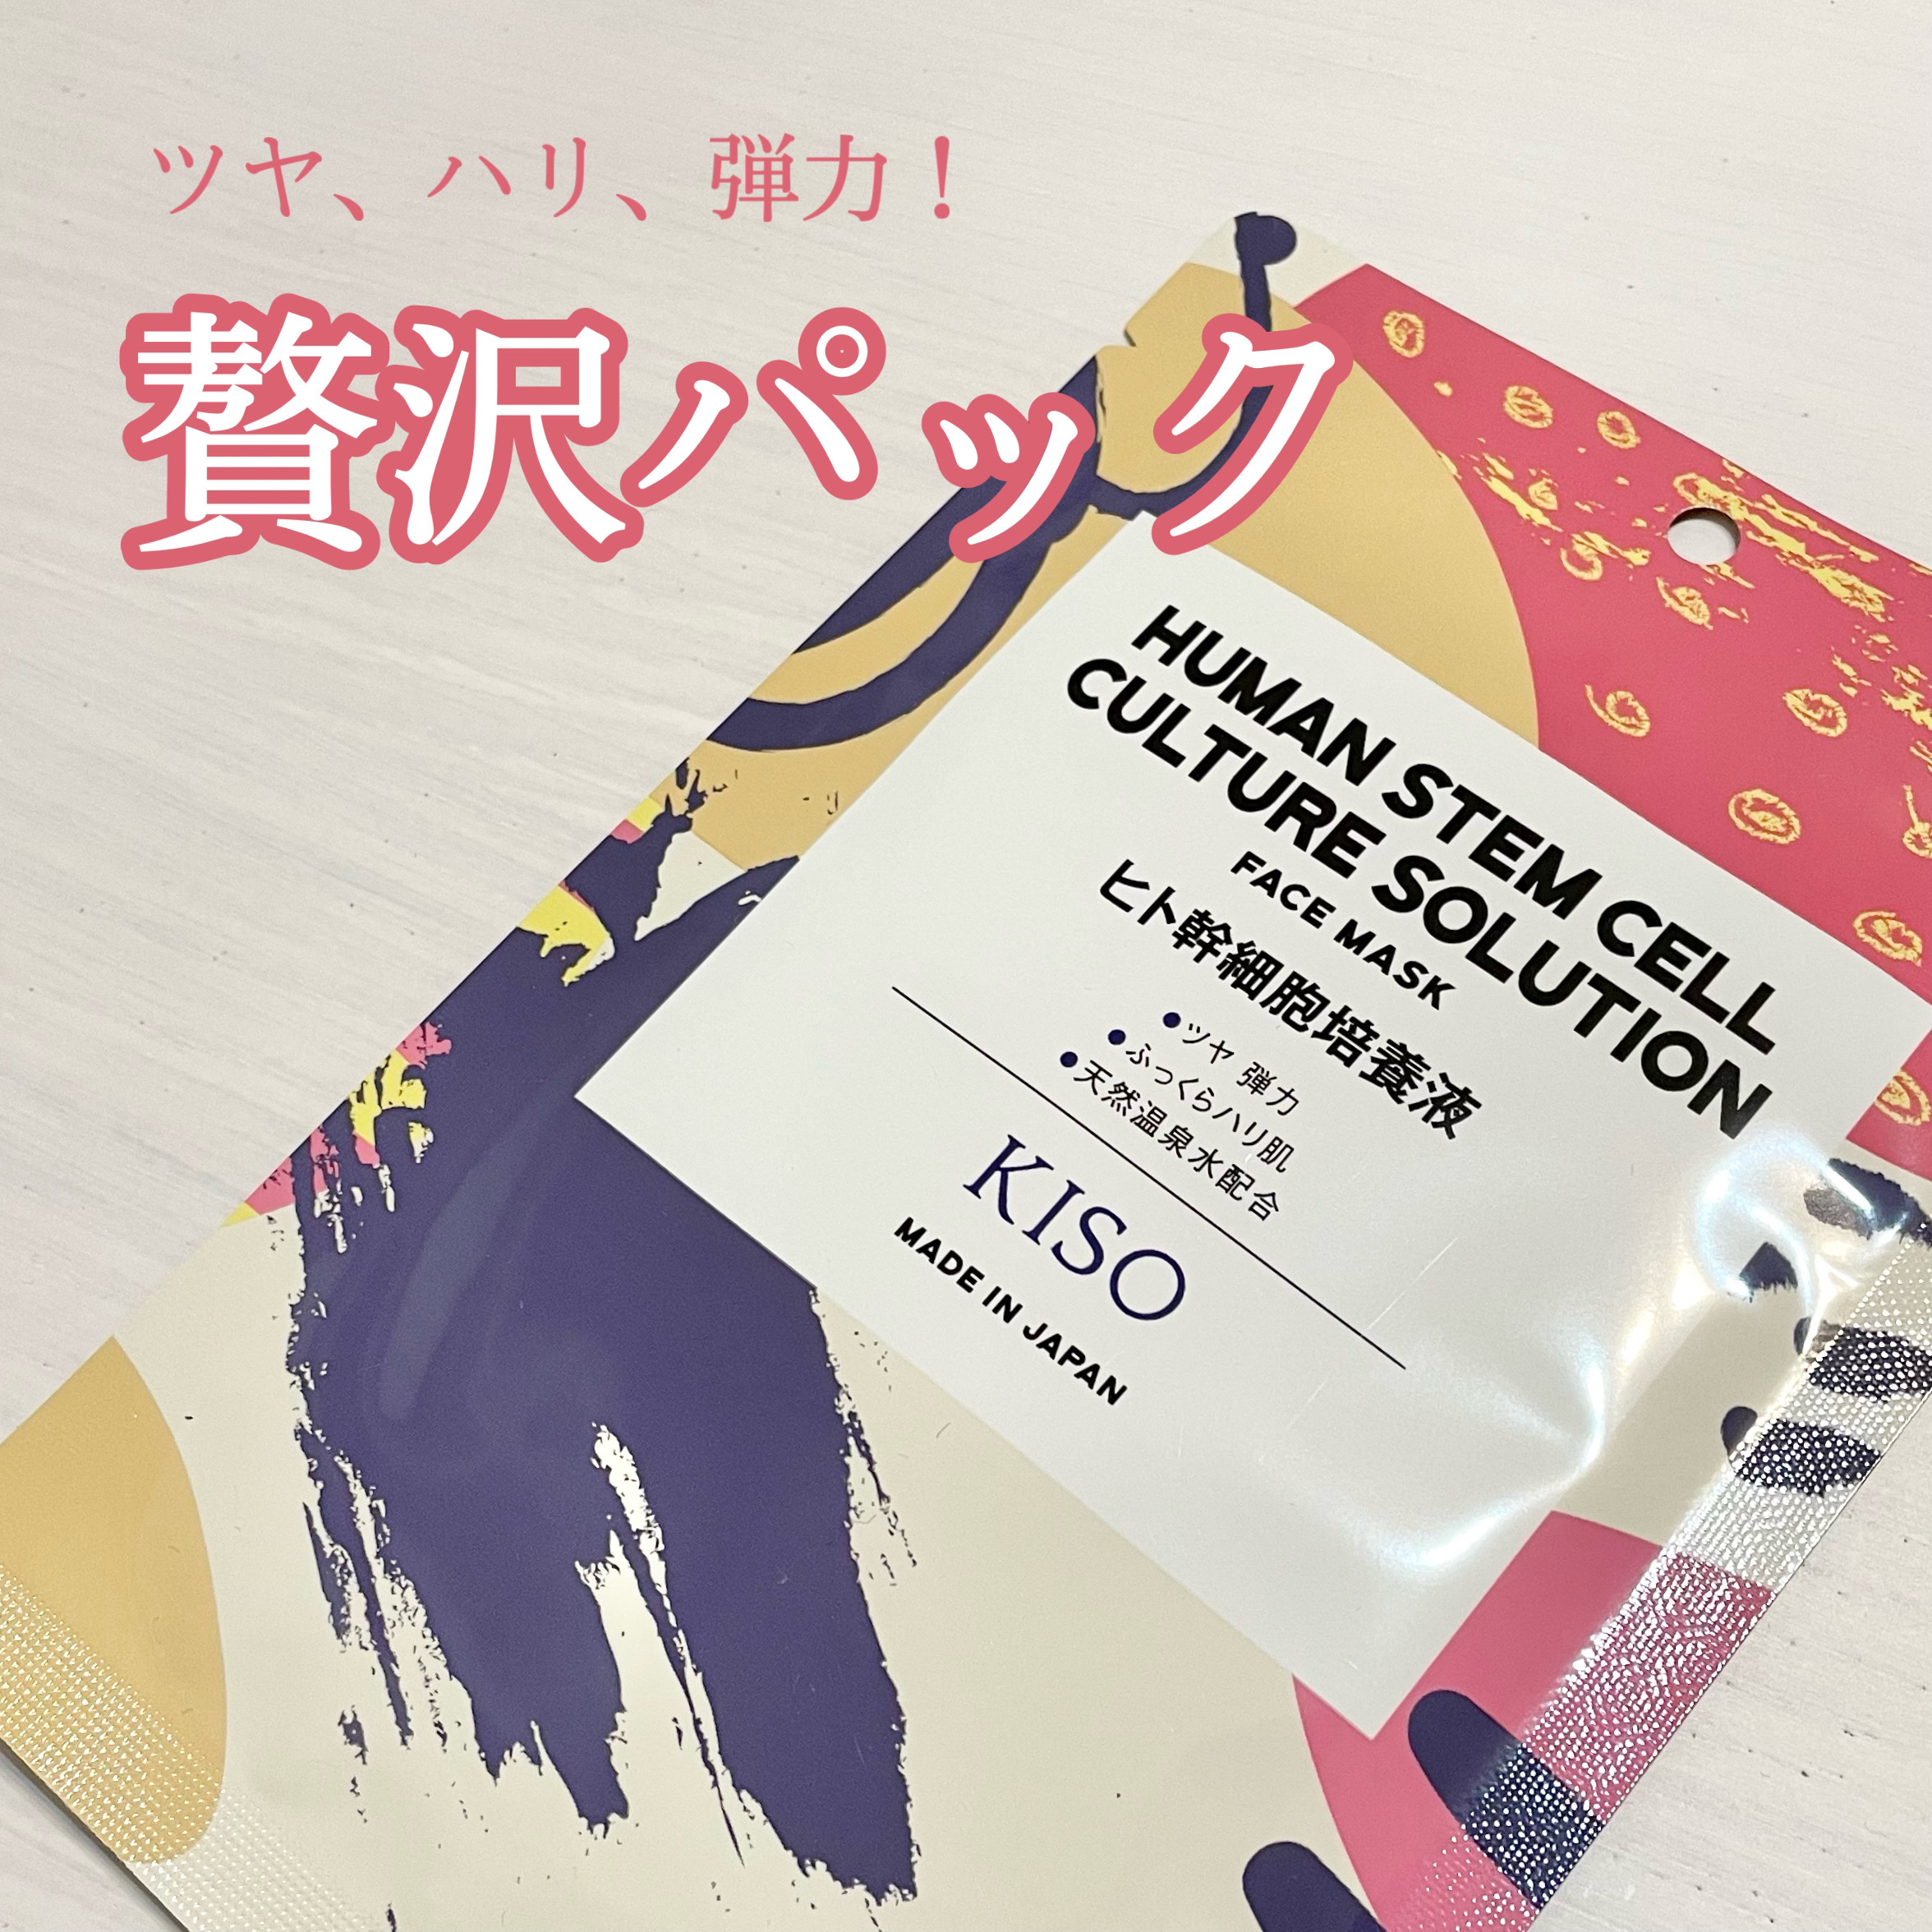 ツヤ、ハリ、弾力！
贅沢パック
HUMAN STEM CELL
CULTURE SOLUTION
FACE MASK
ヒト幹細胞培養液
●ツヤ 弾力
●ふっくらハリ肌
●天然温泉水配合
KISO
MADE IN JAPAN